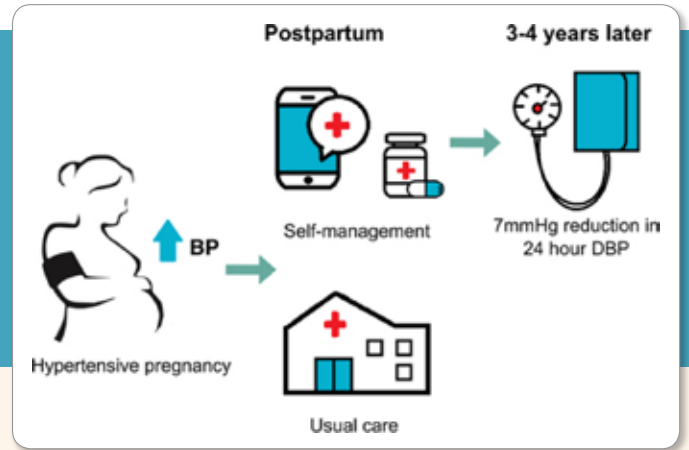 Postpartum
3-4 years later
BP
Hypertensive pregnancy
Self-management
7mmHg reduction in
24 hour DBP
Usual care